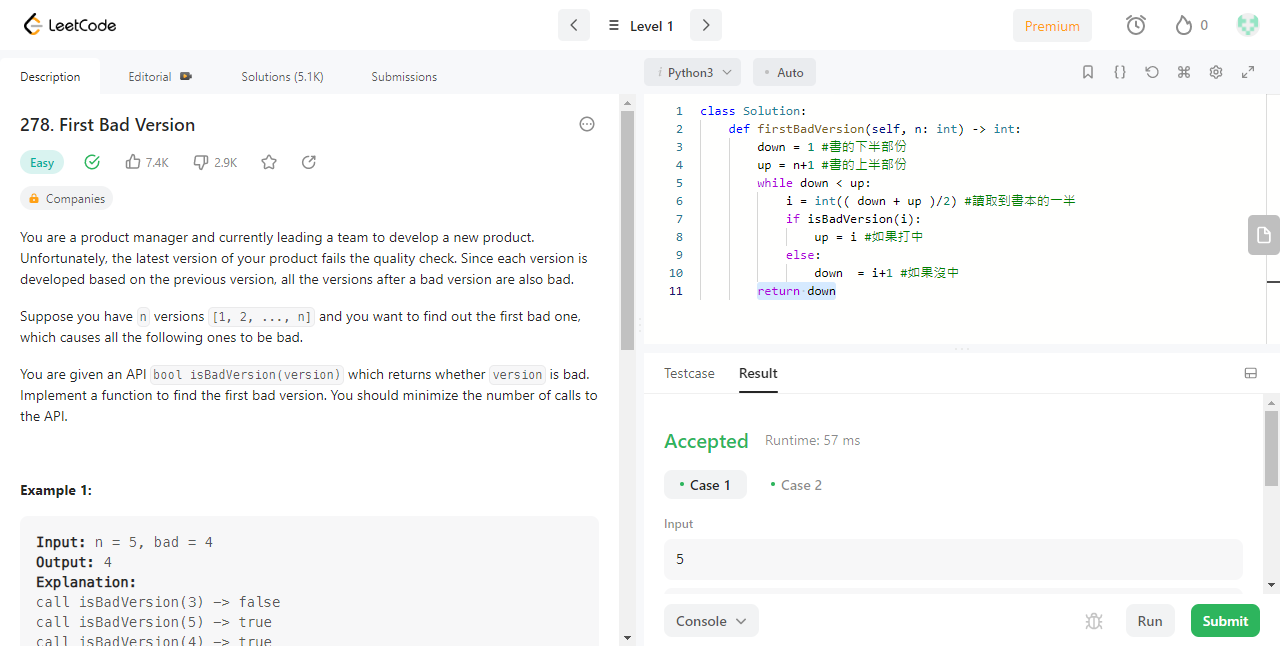 LeetCode
Level 1
Premium
0
Description
Editorial
Solutions (5.1K)
Submissions
278. First Bad Version
Easy
7.4K
2.9K
Companies
You are a product manager and currently leading a team to develop a new product.
Unfortunately, the latest version of your product fails the quality check. Since each version is
developed based on the previous version, all the versions after a bad version are also bad.
Suppose you have n versions [1, 2, ..., n] and you want to find out the first bad one,
which causes all the following ones to be bad.
You are given an API bool isBadVersion(version) which returns whether version is bad.
Implement a function to find the first bad version. You should minimize the number of calls to
the API.
Example 1:
Input: n = 5, bad = 4
Output: 4
Explanation:
call isBadVersion(3) -> false
call isBadVersion(5) -> true
call isBadVersion(4) -> true
i Python3
Auto
1 class Solution:
2 def firstBadVersion(self, n: int) -> int:
3 down = 1 #書的下半部份
4 up = n+1 #書的上半部份
5 while down < up:
6 i = int(( down + up )/2) #讀取到書本的一半
7 if isBadVersion(i):
8 up = i #如果打中
9 else:
10 down  = i+1 #如果沒中
11 return down
Testcase
Result
Accepted
Runtime: 57 ms
Case 1
Case 2
Input
5
Console
Run
Submit